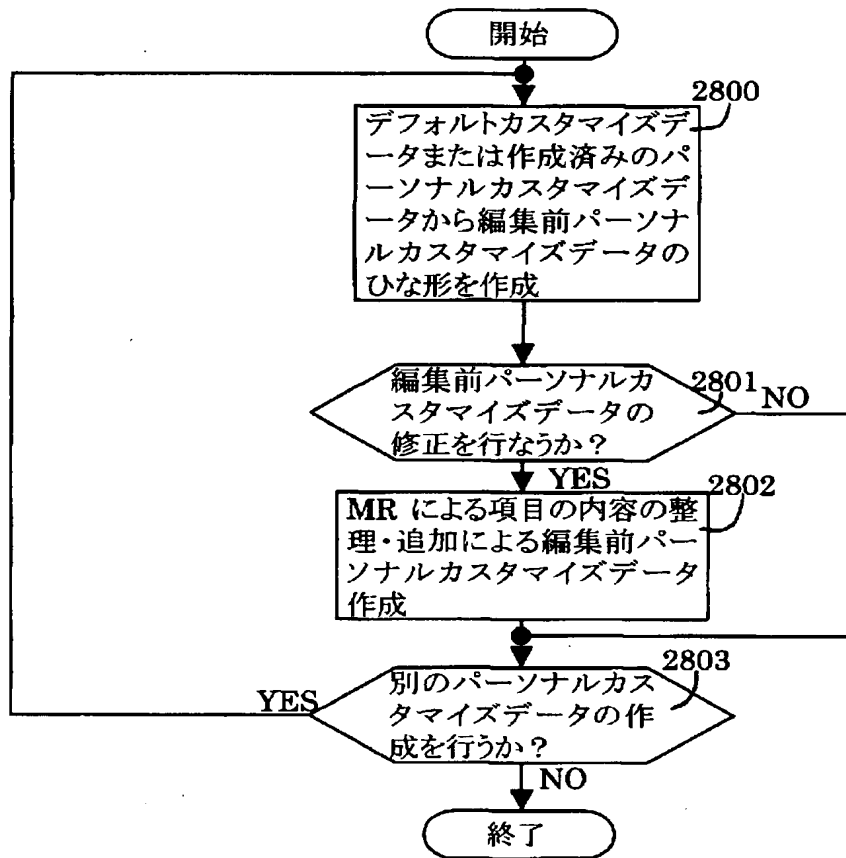 開始
2800
デフォルトカスタマイズデ
ータまたは作成済みのパ
ーソナルカスタマイズデ
ータから編集前パーソナ
ルカスタマイズデータの
ひな形を作成
編集前パーソナルカ
スタマイズデータの
修正を行なうか？
2801
NO
YES
2802
MR による項目の内容の整
理・追加による編集前パー
ソナルカスタマイズデータ
作成
2803
YES
別のパーソナルカス
タマイズデータの作
成を行うか？
NO
終了